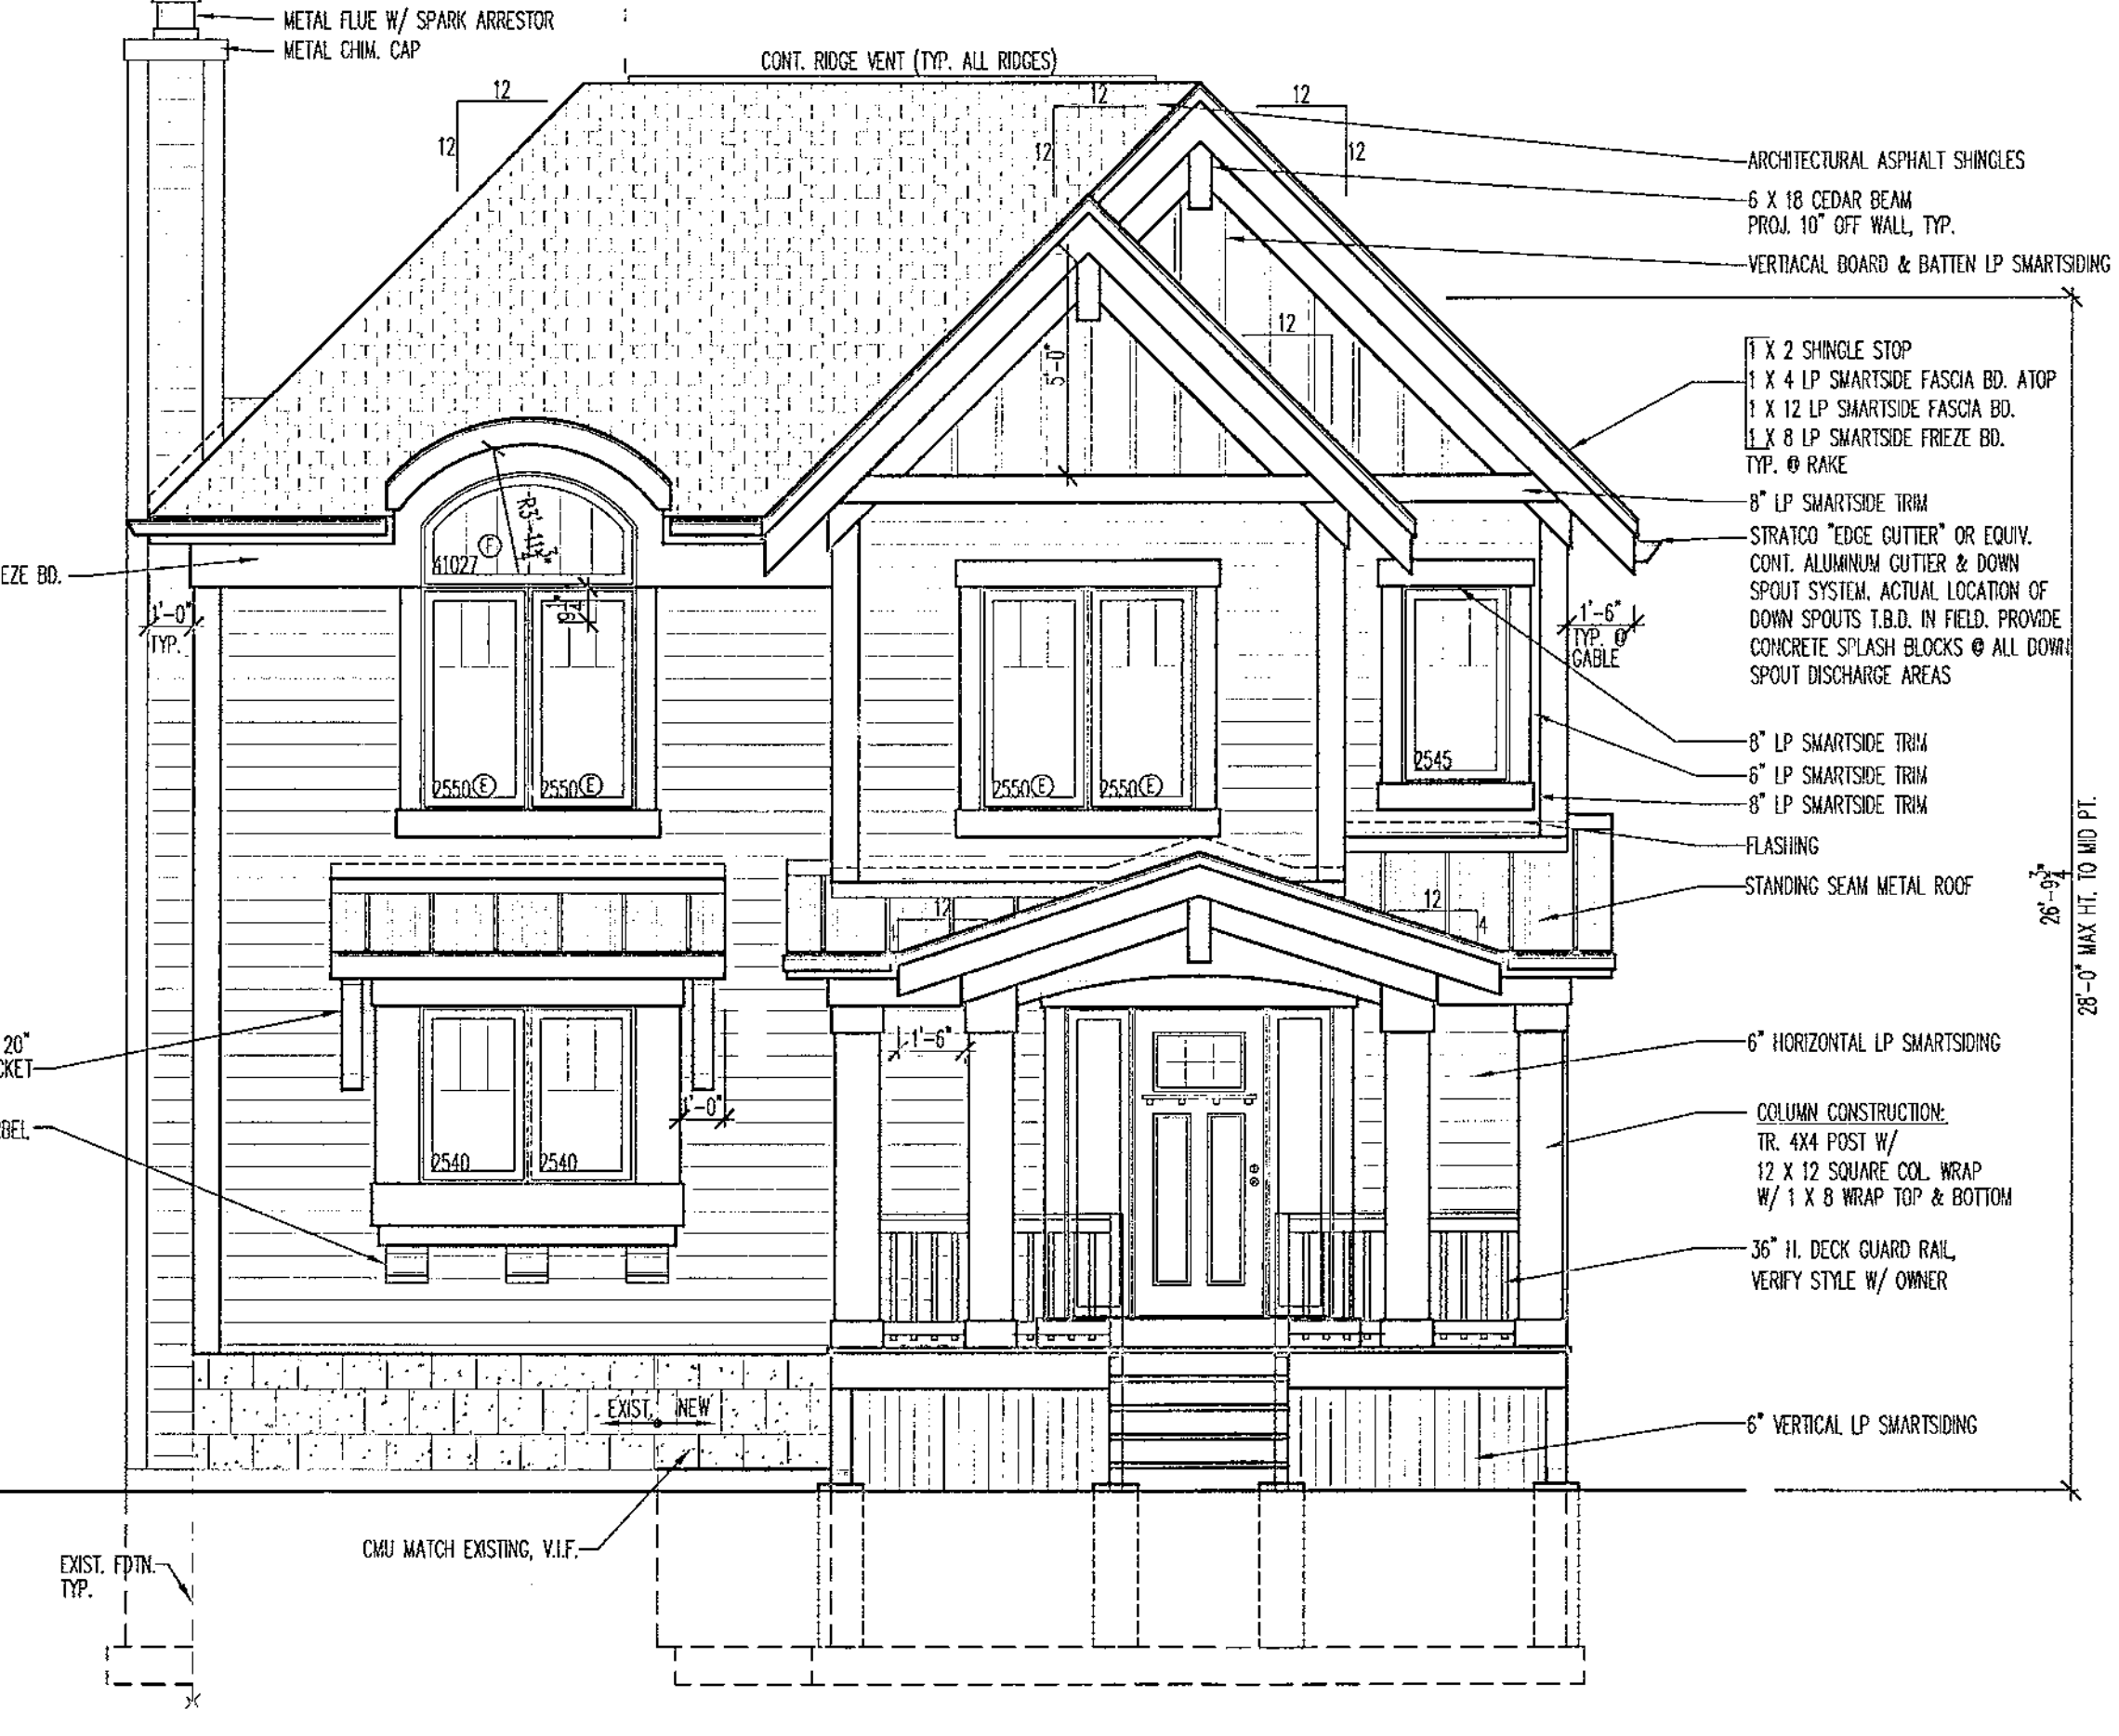 METAL FLUE W/ SPARK ARRESTOR
METAL CHIM. CAP
CONT. RIDGE VENT (TYP. ALL RIDGES)
12
12
12
12
12
12
ARCHITECTURAL ASPHALT SHINGLES
6 X 18 CEDAR BEAM
PROJ. 10" OFF WALL, TYP.
VERTIACAL BOARD & BATTEN LP SMARTSIDING
12
5'-0"
1 X 2 SHINGLE STOP
1 X 4 LP SMARTSIDE FASCIA BD. ATOP
1 X 12 LP SMARTSIDE FASCIA BD.
1 X 8 LP SMARTSIDE FRIEZE BD.
TYP. @ RAKE
8" LP SMARTSIDE TRIM
STRATCO "EDGE GUTTER" OR EQUIV.
CONT. ALUMINUM GUTTER & DOWN
SPOUT SYSTEM. ACTUAL LOCATION OF
DOWN SPOUTS T.B.D. IN FIELD. PROVIDE
CONCRETE SPLASH BLOCKS @ ALL DOWN
SPOUT DISCHARGE AREAS
R3'-11 3/4"
F
41027
EZE BD.
1'-0"
TYP.
9 1/4"
1'-6"
TYP. @
GABLE
8" LP SMARTSIDE TRIM
6" LP SMARTSIDE TRIM
8" LP SMARTSIDE TRIM
2545
2550 E
2550 E
2550 E
2550 E
FLASHING
STANDING SEAM METAL ROOF
26'-9 3/4"
28'-0" MAX HT. TO MID PT.
12
12
4
20"
CKET
1'-6"
6" HORIZONTAL LP SMARTSIDING
1'-0"
BEL
2540
2540
COLUMN CONSTRUCTION:
TR. 4X4 POST W/
12 X 12 SQUARE COL. WRAP
W/ 1 X 8 WRAP TOP & BOTTOM
36" H. DECK GUARD RAIL,
VERIFY STYLE W/ OWNER
EXIST. NEW
6" VERTICAL LP SMARTSIDING
CMU MATCH EXISTING, V.I.F.
EXIST. FDTN.
TYP.